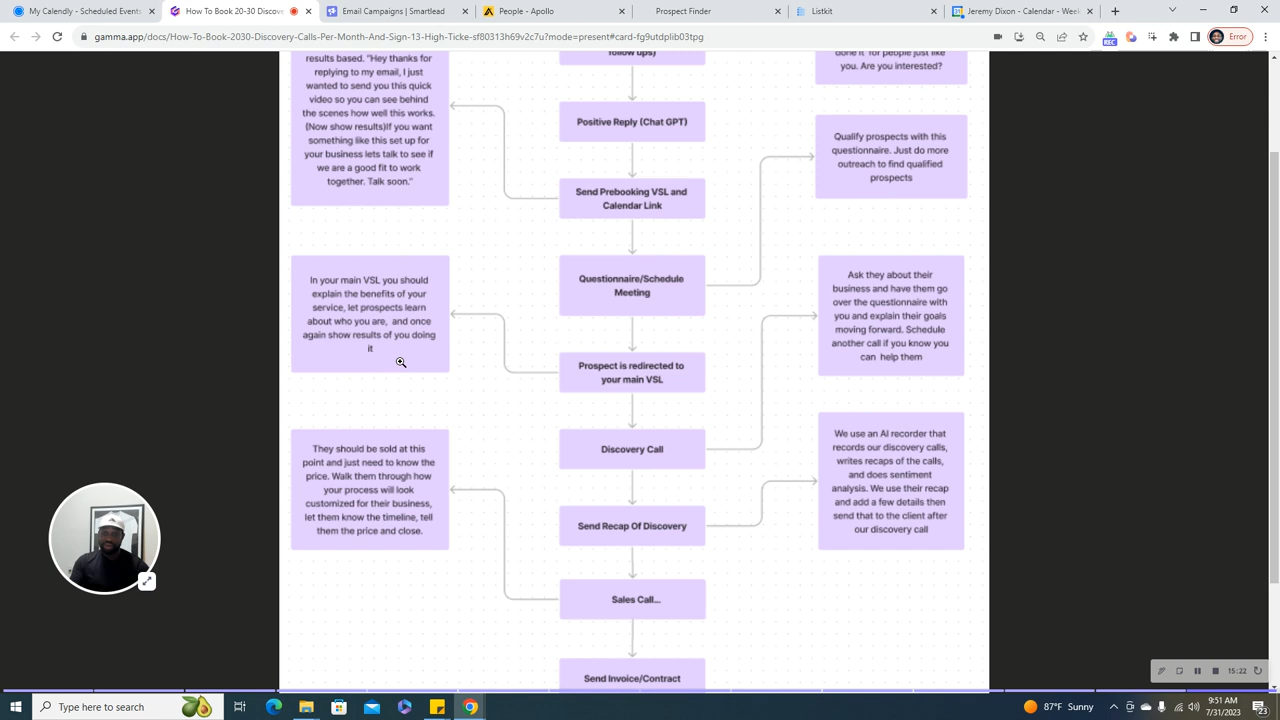 My Calendly - Scheduled Events
How To Book 20-30 Discove
Email Campaigns | Smartlead
People - Apollo
Prospect Finder
Listkit
Jeremy Dixon - Calendar - Week
gamma.app/docs/How-To-Book-2030-Discovery-Calls-Per-Month-And-Sign-13-High-Ticke-sf80313h69v2c7u?mode=present#card-fg9utdplib03tpg
REC
Error
results based. "Hey thanks for
replying to my email, I just
wanted to send you this quick
video so you can see behind
the scenes how well this works.
(Now show results)If you want
something like this set up for
your business lets talk to see if
we are a good fit to work
together. Talk soon."
In your main VSL you should
explain the benefits of your
service, let prospects learn
about who you are, and once
again show results of you doing
it
They should be sold at this
point and just need to know the
price. Walk them through how
your process will look
customized for their business,
let them know the timeline, tell
them the price and close.
follow ups)
Positive Reply (Chat GPT)
Send Prebooking VSL and
Calendar Link
Questionnaire/Schedule
Meeting
Prospect is redirected to
your main VSL
Discovery Call
Send Recap Of Discovery
Sales Call...
Send Invoice/Contract
done it for people just like
you. Are you interested?
Qualify prospects with this
questionnaire. Just do more
outreach to find qualified
prospects
Ask they about their
business and have them go
over the questionnaire with
you and explain their goals
moving forward. Schedule
another call if you know you
can help them
We use an AI recorder that
records our discovery calls,
writes recaps of the calls,
and does sentiment
analysis. We use their recap
and add a few details then
send that to the client after
our discovery call
15:22
Type here to search
87°F Sunny
9:51 AM
7/31/2023
23